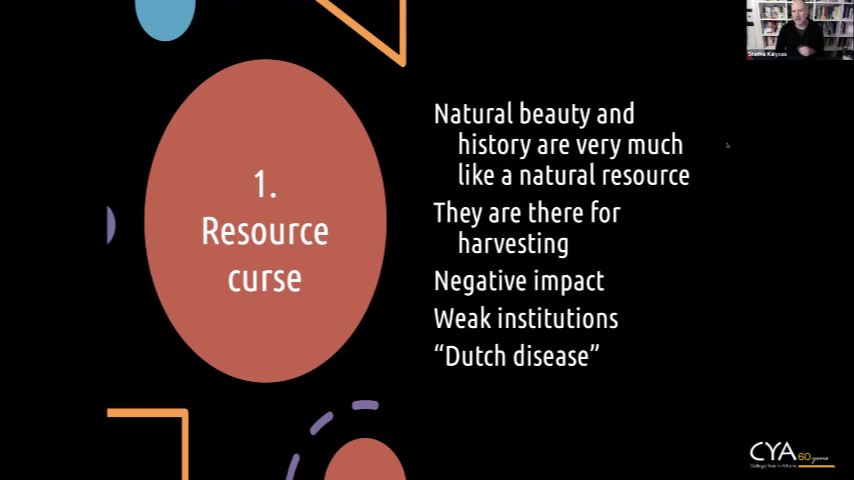 Stathis Kalyvas
1.
Resource
curse
Natural beauty and
history are very much
like a natural resource
They are there for
harvesting
Negative impact
Weak institutions
“Dutch disease”
CYA 60 years
College Year in Athens